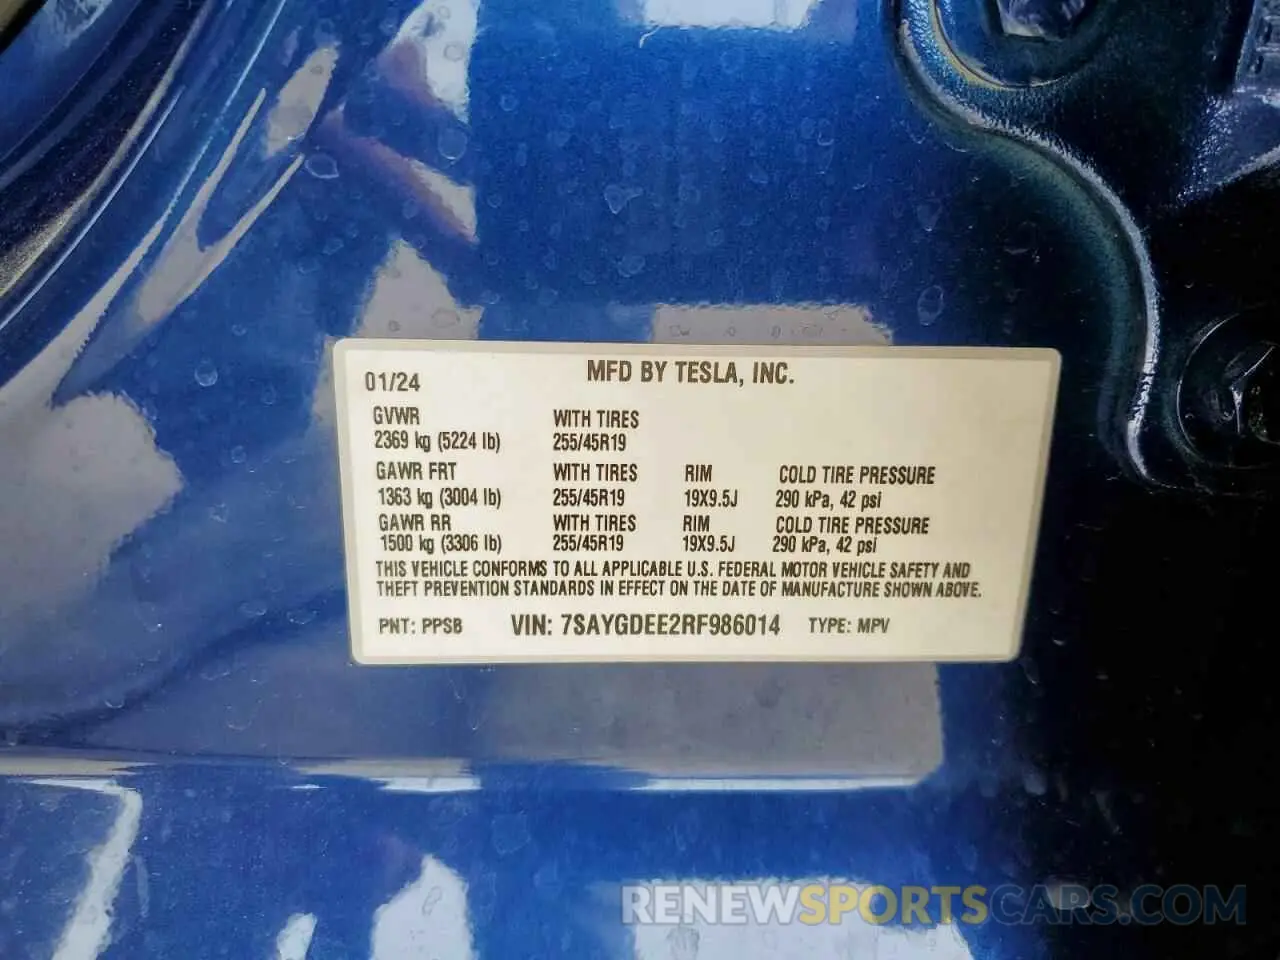 01/24 MFD BY TESLA, INC.
GVWR WITH TIRES
2369 kg (5224 lb) 255/45R19
GAWR FRT WITH TIRES RIM COLD TIRE PRESSURE
1363 kg (3004 lb) 255/45R19 19X9.5J 290 kPa, 42 psi
GAWR RR WITH TIRES RIM COLD TIRE PRESSURE
1500 kg (3306 lb) 255/45R19 19X9.5J 290 kPa, 42 psi
THIS VEHICLE CONFORMS TO ALL APPLICABLE U.S. FEDERAL MOTOR VEHICLE SAFETY AND
THEFT PREVENTION STANDARDS IN EFFECT ON THE DATE OF MANUFACTURE SHOWN ABOVE.
PNT: PPSB VIN: 7SAYGDEE2RF986014 TYPE: MPV
RENEWSPORTSCARS.COM